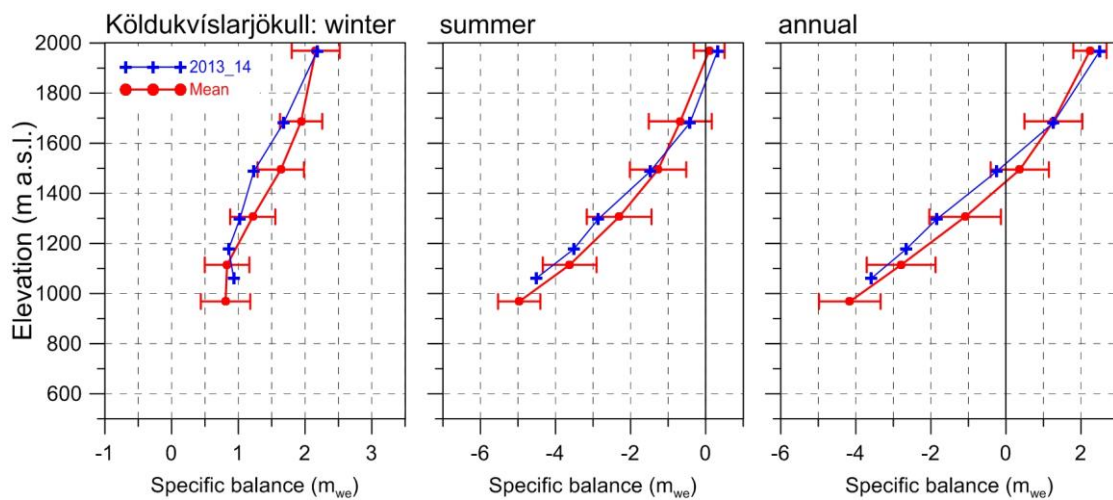 Köldukvíslarjökull: winter
summer
annual
2013_14
Mean
Elevation (m a.s.l.)
2000
1800
1600
1400
1200
1000
800
600
-1 0 1 2 3
-6 -4 -2 0
-6 -4 -2 0 2
Specific balance (mwe)
Specific balance (mwe)
Specific balance (mwe)